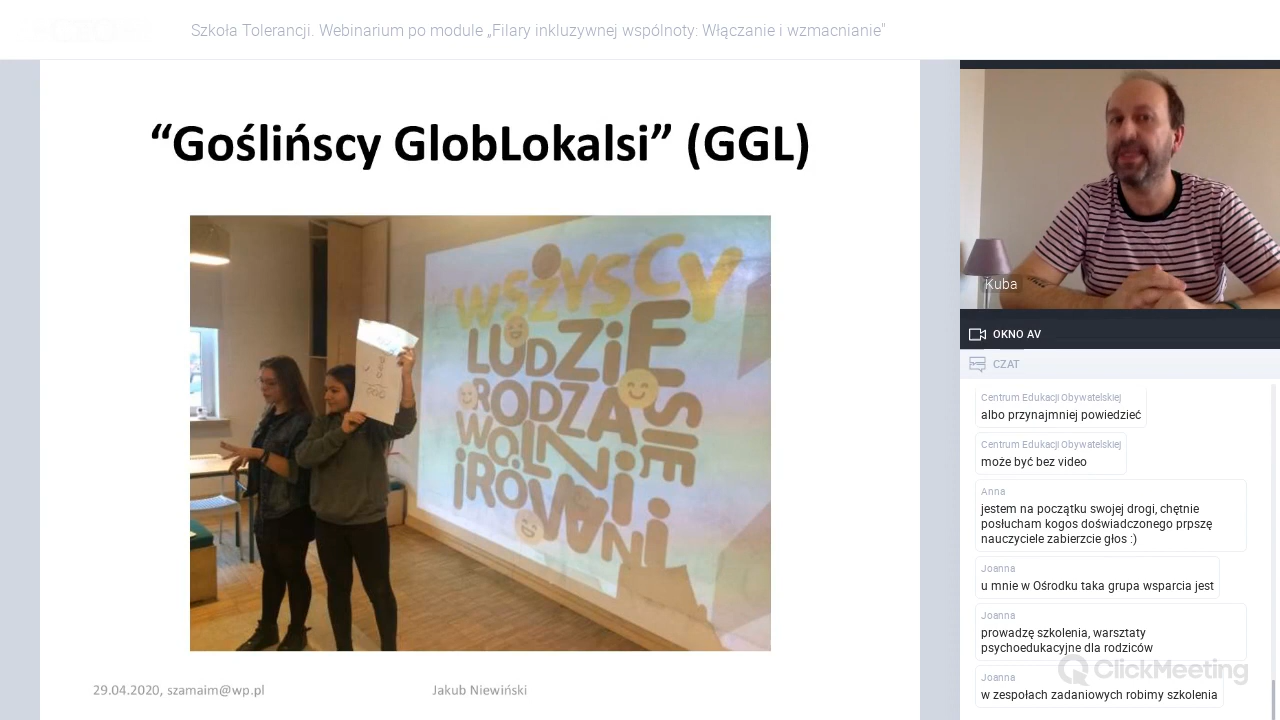 Szkoła Tolerancji. Webinarium po module „Filary inkluzywnej wspólnoty: Włączanie i wzmacnianie"
“Goślińscy GlobLokalsi” (GGL)
WSZYSCY
LUDZIE
RODZĄ SIĘ
WOLNI
i RÓWNI
29.04.2020, szamaim@wp.pl
Jakub Niewiński
Kuba
OKNO AV
CZAT
Centrum Edukacji Obywatelskiej
albo przynajmniej powiedzieć
Centrum Edukacji Obywatelskiej
może być bez video
Anna
jestem na początku swojej drogi, chętnie
posłucham kogos doświadczonego prpszę
nauczyciele zabierzcie głos :)
Joanna
u mnie w Ośrodku taka grupa wsparcia jest
Joanna
prowadzę szkolenia, warsztaty
psychoedukacyjne dla rodziców
ClickMeeting
Joanna
w zespołach zadaniowych robimy szkolenia